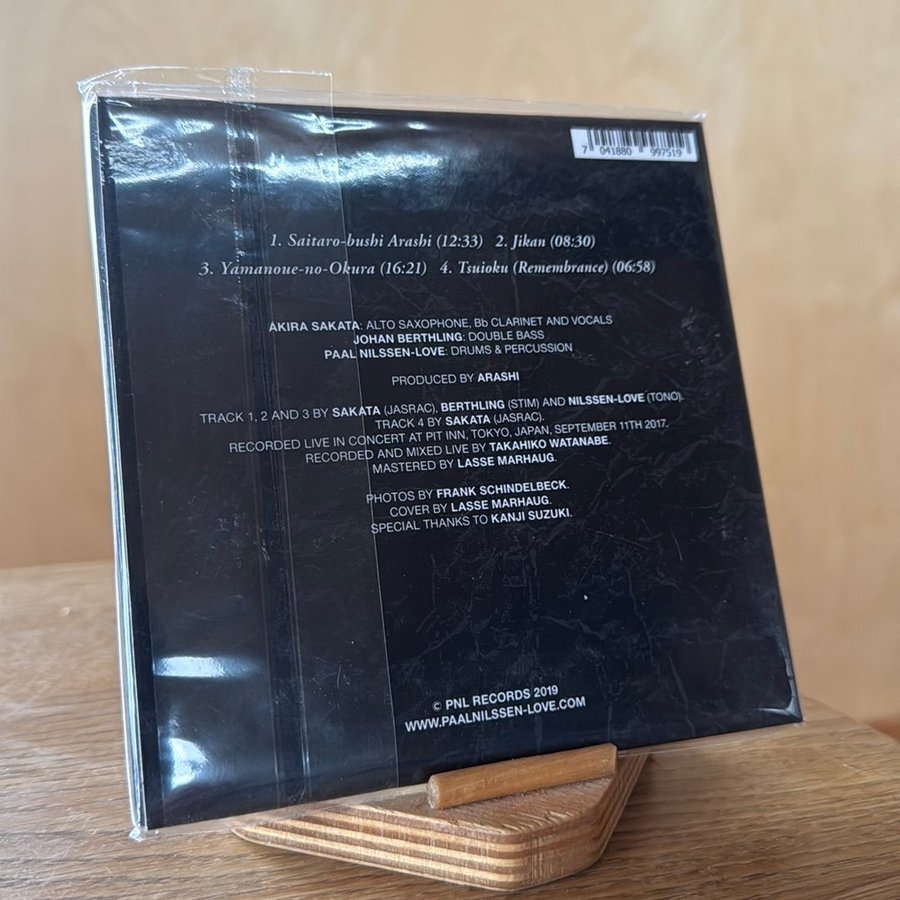 7 041880 997519
1. Saitaro-bushi Arashi (12:33) 2. Jikan (08:30)
3. Yamanoue-no-Okura (16:21) 4. Tsuioku (Remembrance) (06:58)
AKIRA SAKATA: ALTO SAXOPHONE, Bb CLARINET AND VOCALS
JOHAN BERTHLING: DOUBLE BASS
PAAL NILSSEN-LOVE: DRUMS & PERCUSSION
PRODUCED BY ARASHI
TRACK 1, 2 AND 3 BY SAKATA (JASRAC), BERTHLING (STIM) AND NILSSEN-LOVE (TONO).
TRACK 4 BY SAKATA (JASRAC).
RECORDED LIVE IN CONCERT AT PIT INN, TOKYO, JAPAN, SEPTEMBER 11TH 2017.
RECORDED AND MIXED LIVE BY TAKAHIKO WATANABE.
MASTERED BY LASSE MARHAUG.
PHOTOS BY FRANK SCHINDELBECK.
COVER BY LASSE MARHAUG.
SPECIAL THANKS TO KANJI SUZUKI.
© PNL RECORDS 2019
WWW.PAALNILSSEN-LOVE.COM